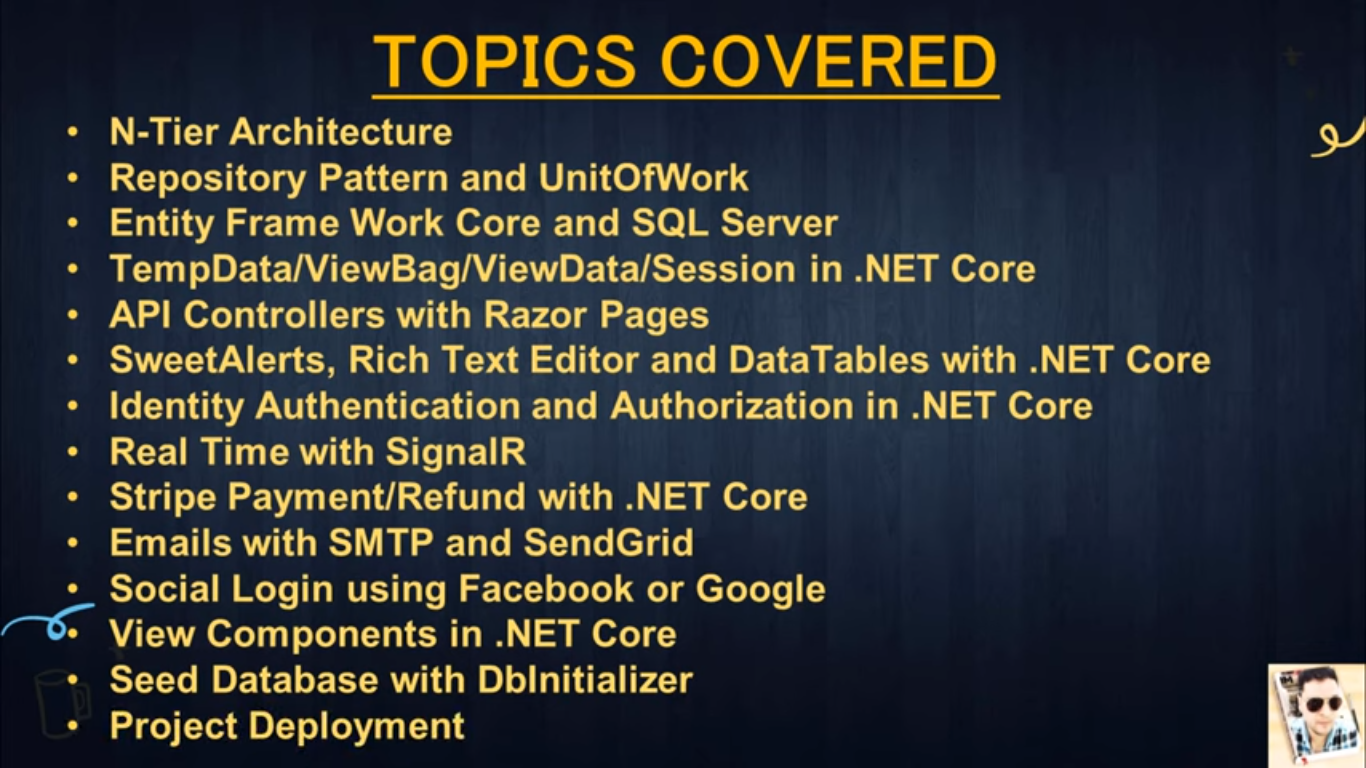 TOPICS COVERED
• N-Tier Architecture
• Repository Pattern and UnitOfWork
• Entity Frame Work Core and SQL Server
• TempData/ViewBag/ViewData/Session in .NET Core
• API Controllers with Razor Pages
• SweetAlerts, Rich Text Editor and DataTables with .NET Core
• Identity Authentication and Authorization in .NET Core
• Real Time with SignalR
• Stripe Payment/Refund with .NET Core
• Emails with SMTP and SendGrid
• Social Login using Facebook or Google
• View Components in .NET Core
• Seed Database with DbInitializer
• Project Deployment